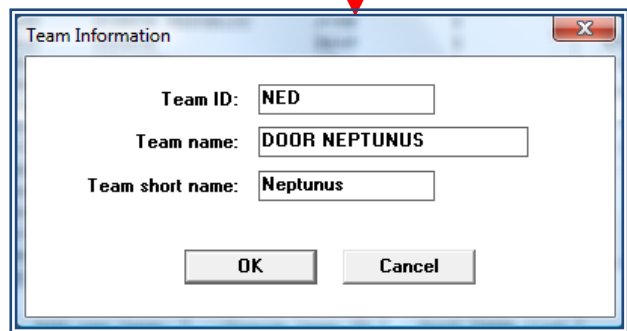 Team Information
Team ID: NED
Team name: DOOR NEPTUNUS
Team short name: Neptunus
OK Cancel